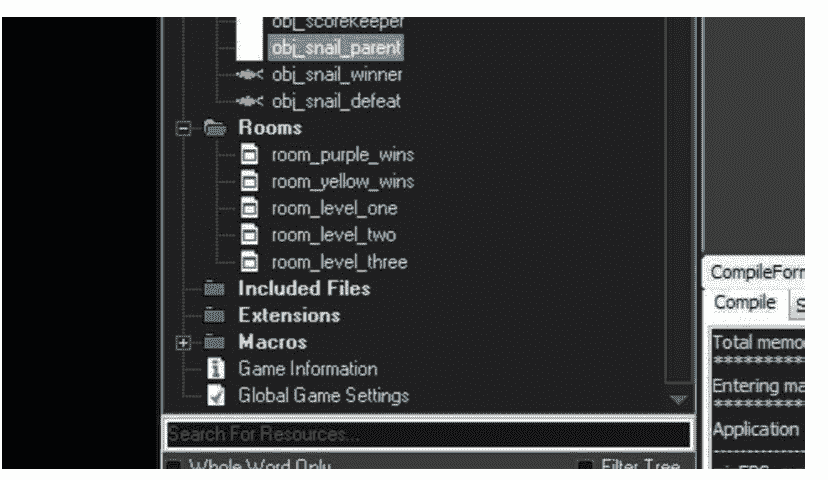 obj_scorekeeper
obj_snail_parent
obj_snail_winner
obj_snail_defeat
Rooms
room_purple_wins
room_yellow_wins
room_level_one
room_level_two
room_level_three
Included Files
Extensions
Macros
Game Information
Global Game Settings
Search For Resources...
Whole Word Only
Filter Tree
CompileForm
Compile S
Total memo
********
Entering ma
********
Application